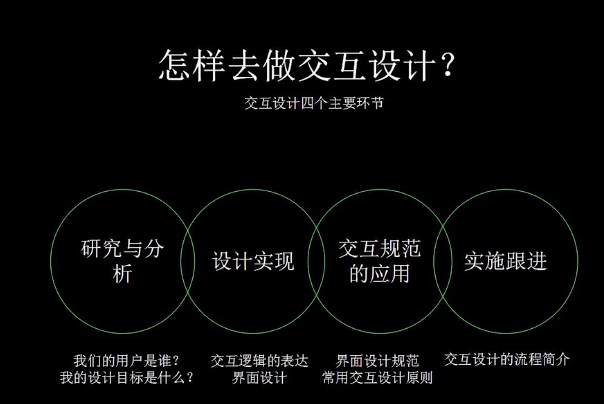 怎样去做交互设计？
交互设计四个主要环节
研究与分
析
设计实现
交互规范
的应用
实施跟进
我们的用户是谁？
我的设计目标是什么？
交互逻辑的表达
界面设计
界面设计规范
常用交互设计原则
交互设计的流程简介